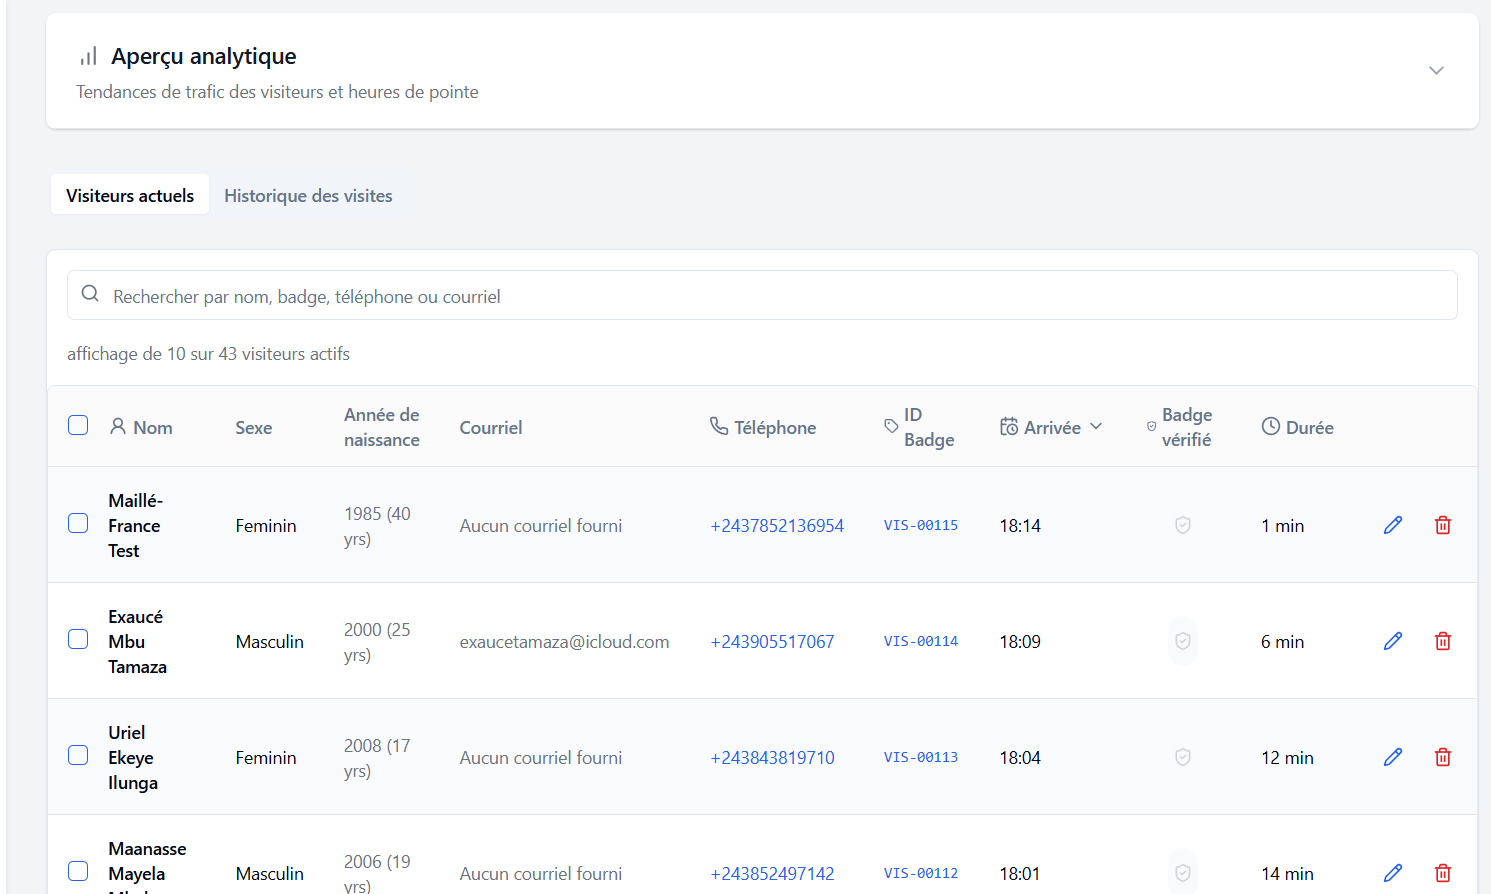 Aperçu analytique
Tendances de trafic des visiteurs et heures de pointe
Visiteurs actuels
Historique des visites
Rechercher par nom, badge, téléphone ou courriel
affichage de 10 sur 43 visiteurs actifs
Nom
Sexe
Année de
naissance
Courriel
Téléphone
ID
Badge
Arrivée
Badge
vérifié
Durée
Maillé-
France
Test
Feminin
1985 (40
yrs)
Aucun courriel fourni
+2437852136954
VIS-00115
18:14
1 min
Exaucé
Mbu
Tamaza
Masculin
2000 (25
yrs)
exaucetamaza@icloud.com
+243905517067
VIS-00114
18:09
6 min
Uriel
Ekeye
Ilunga
Feminin
2008 (17
yrs)
Aucun courriel fourni
+243843819710
VIS-00113
18:04
12 min
Maanasse
Mayela
Masculin
2006 (19
yrs)
Aucun courriel fourni
+243852497142
VIS-00112
18:01
14 min